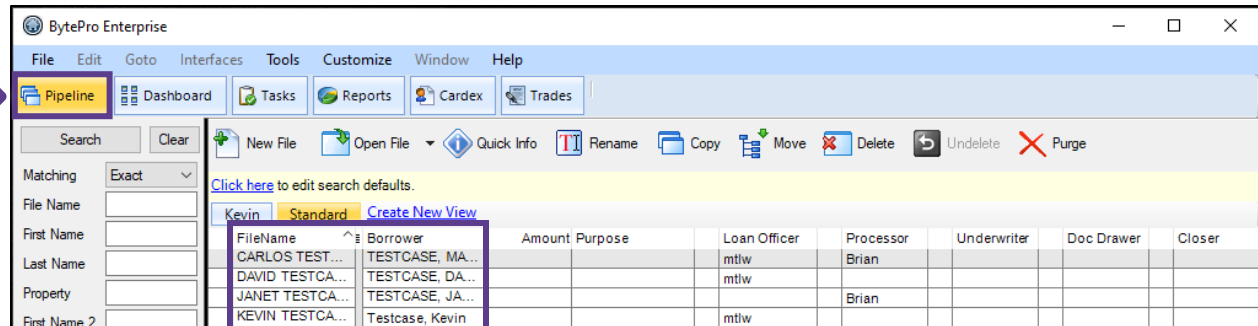 BytePro Enterprise
File Edit Goto Interfaces Tools Customize Window Help
Pipeline Dashboard Tasks Reports Cardex Trades
Search Clear New File Open File Quick Info Rename Copy Move Delete Undelete Purge
Matching Exact
Click here to edit search defaults.
File Name
Kevin Standard Create New View
First Name
FileName Borrower Amount Purpose Loan Officer Processor Underwriter Doc Drawer Closer
Last Name
CARLOS TEST... TESTCASE, MA... mtlw Brian
DAVID TESTCA... TESTCASE, DA... mtlw
Property
JANET TESTCA... TESTCASE, JA... Brian
First Name 2
KEVIN TESTCA... Testcase, Kevin mtlw